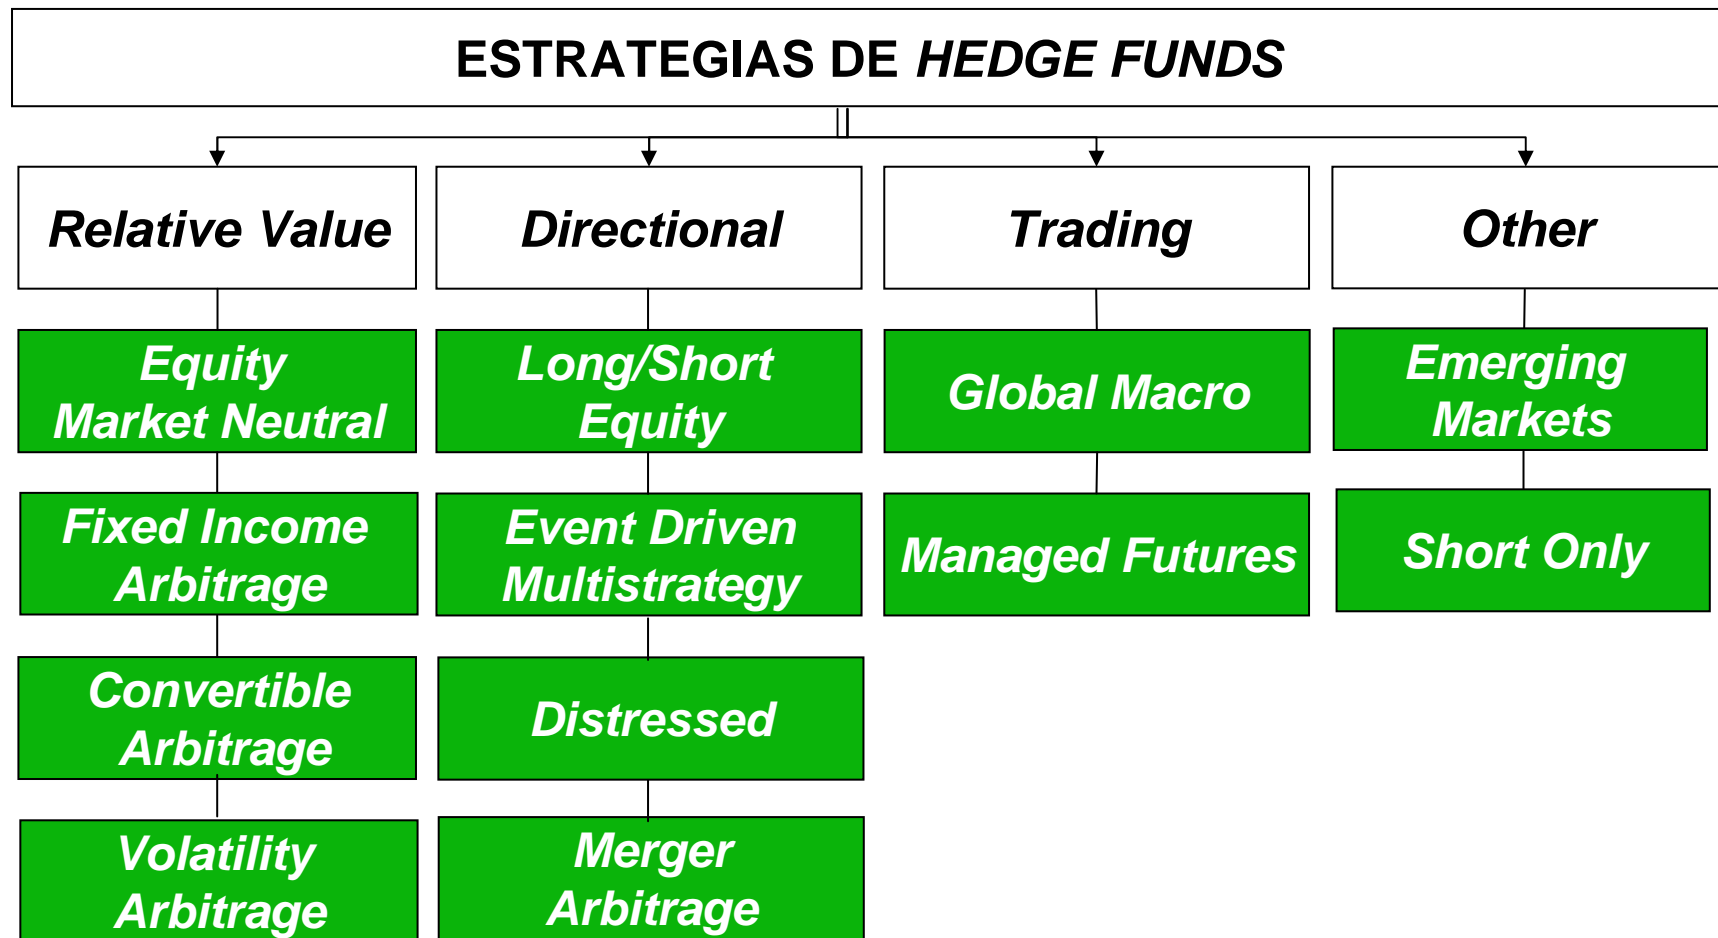 ESTRATEGIAS DE HEDGE FUNDS
Relative Value
Directional
Trading
Other
Equity
Market Neutral
Long/Short
Equity
Global Macro
Emerging
Markets
Fixed Income
Arbitrage
Event Driven
Multistrategy
Managed Futures
Short Only
Convertible
Arbitrage
Distressed
Volatility
Arbitrage
Merger
Arbitrage